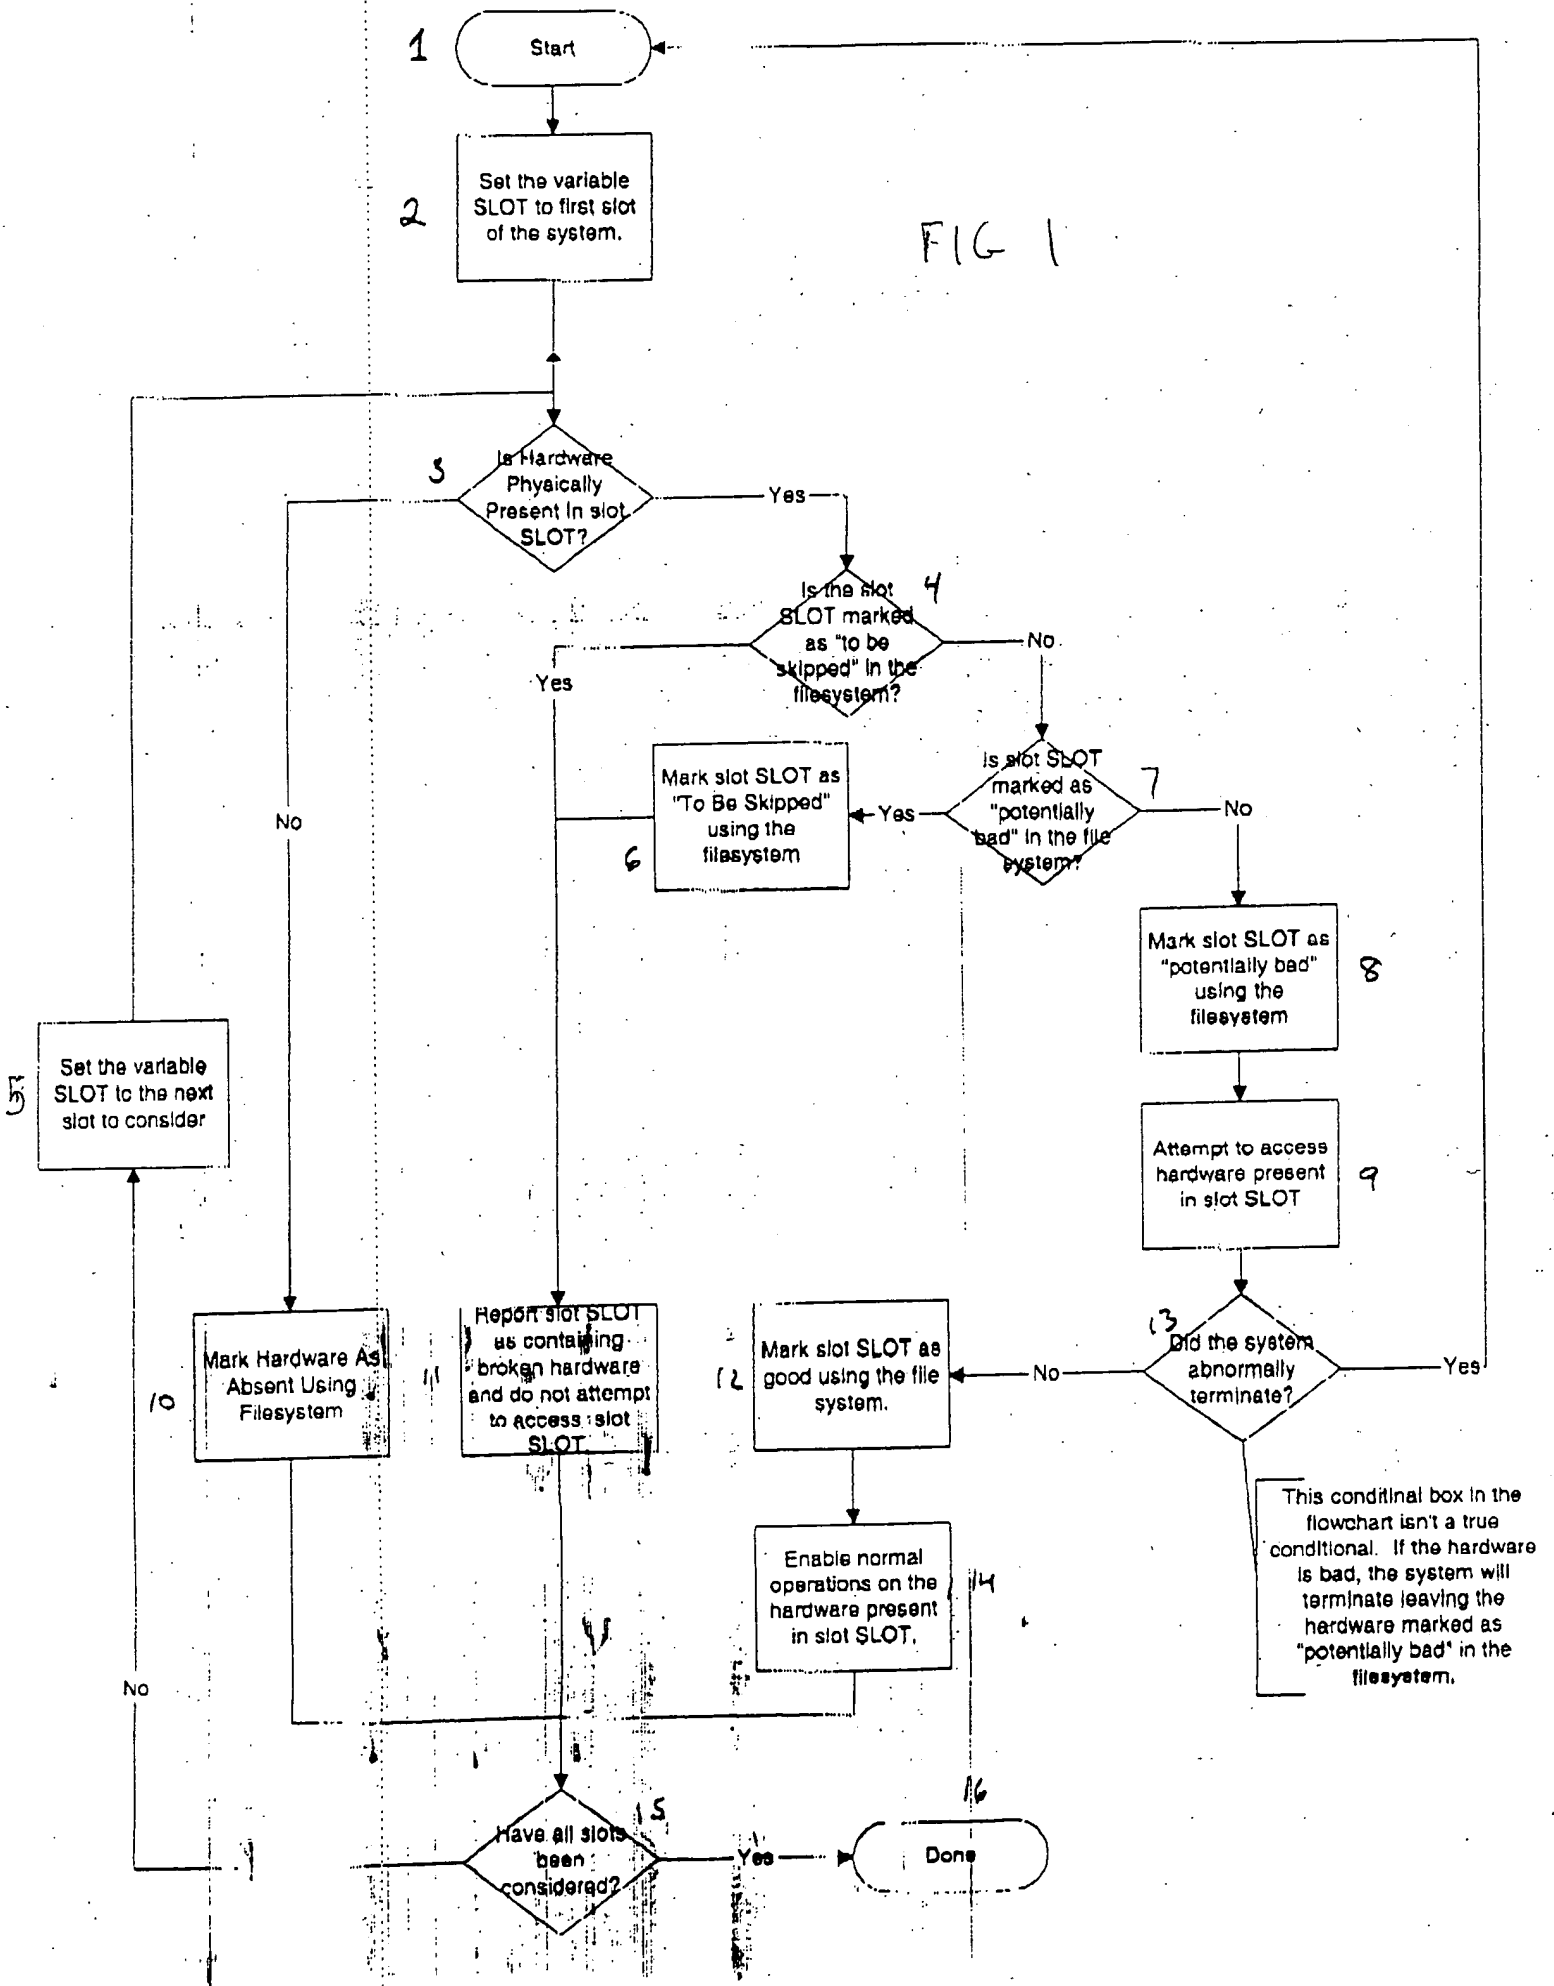 1
Start
2
Set the variable
SLOT to first slot
of the system.
FIG 1
3
Is Hardware
Physically
Present In slot
SLOT?
Yes
4
Is the slot
SLOT marked
as "to be
skipped" in the
filesystem?
No
Yes
Mark slot SLOT as
"To Be Skipped"
using the
filesystem
6
Yes
Is slot SLOT
marked as
"potentially
bad" in the file
system?
7
No
No
Mark slot SLOT as
"potentially bad"
using the
filesystem
8
5
Set the variable
SLOT to the next
slot to consider
Attempt to access
hardware present
in slot SLOT
9
10
Mark Hardware As
Absent Using
Filesystem
11
Report slot SLOT
as containing
broken hardware
and do not attempt
to access slot
SLOT.
12
Mark slot SLOT as
good using the file
system.
No
13
Did the system
abnormally
terminate?
Yes
This conditinal box in the
flowchart isn't a true
conditional. If the hardware
is bad, the system will
terminate leaving the
hardware marked as
"potentially bad" in the
filesystem.
Enable normal
operations on the
hardware present
in slot SLOT.
14
No
15
Have all slots
been
considered?
Yes
16
Done